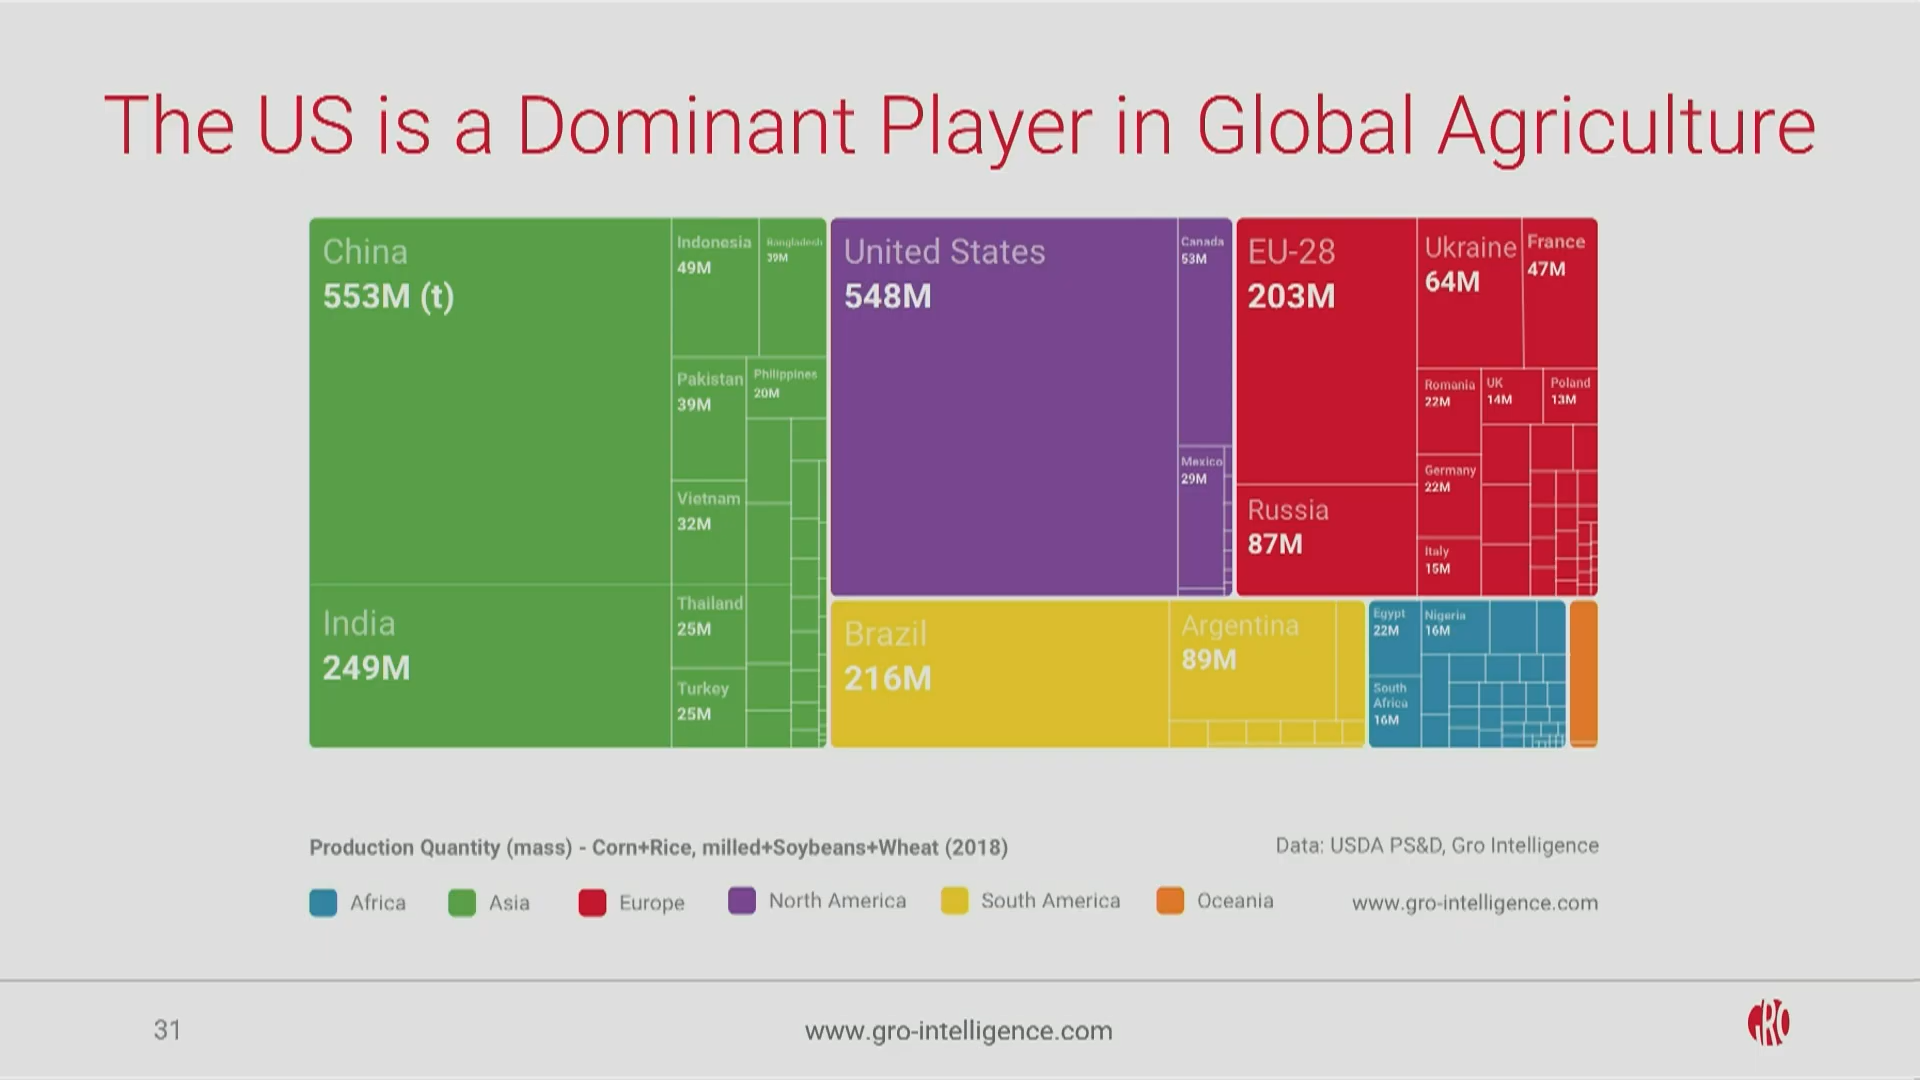 The US is a Dominant Player in Global Agriculture
China
553M (t)
India
249M
Indonesia
49M
Bangladesh
39M
Pakistan
39M
Philippines
20M
Vietnam
32M
Thailand
25M
Turkey
25M
United States
548M
Canada
53M
Mexico
29M
EU-28
203M
Russia
87M
Ukraine
64M
France
47M
Romania
22M
UK
14M
Poland
13M
Germany
22M
Italy
15M
Brazil
216M
Argentina
89M
Egypt
22M
Nigeria
16M
South
Africa
16M
Production Quantity (mass) - Corn+Rice, milled+Soybeans+Wheat (2018)
Data: USDA PS&D, Gro Intelligence
Africa
Asia
Europe
North America
South America
Oceania
www.gro-intelligence.com
31
www.gro-intelligence.com
GRO